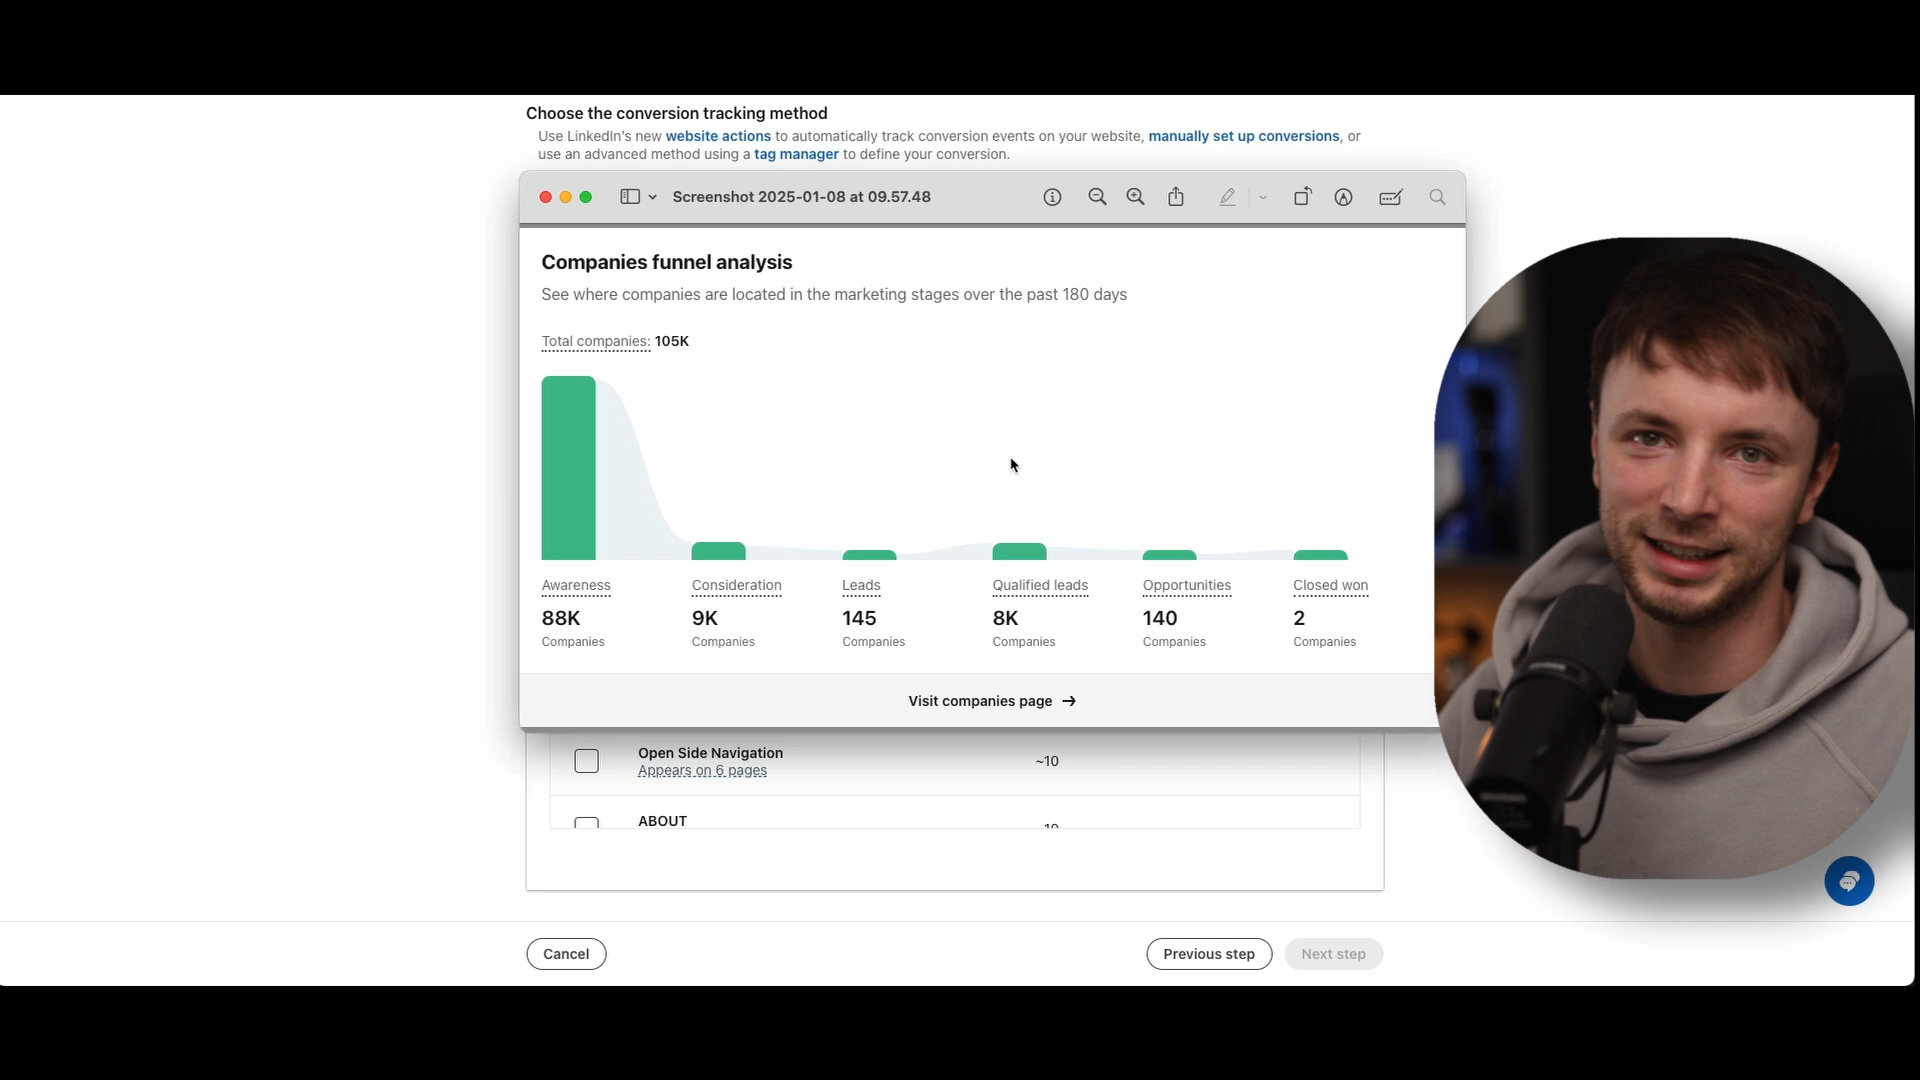 Choose the conversion tracking method
Use LinkedIn's new website actions to automatically track conversion events on your website, manually set up conversions, or
use an advanced method using a tag manager to define your conversion.
Screenshot 2025-01-08 at 09.57.48
Companies funnel analysis
See where companies are located in the marketing stages over the past 180 days
Total companies: 105K
Awareness Consideration Leads Qualified leads Opportunities Closed won
88K 9K 145 8K 140 2
Companies Companies Companies Companies Companies Companies
Visit companies page →
Open Side Navigation
~10
Appears on 6 pages
ABOUT
Cancel
Previous step
Next step